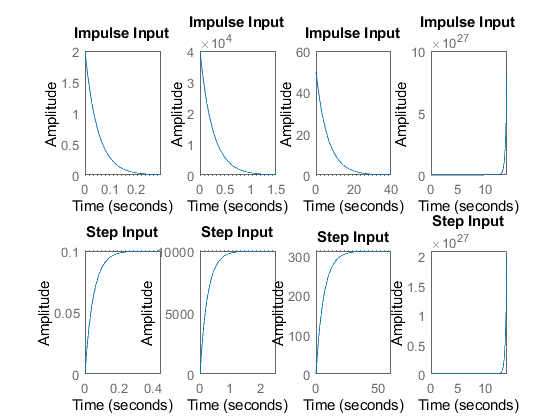 Impulse Input
Impulse Input
Impulse Input
Impulse Input
×10^4
×10^27
Amplitude
2
1.5
1
0.5
0
0
0.1
0.2
Time (seconds)
Amplitude
4
3
2
1
0
0
0.5
1
1.5
Time (seconds)
Amplitude
60
40
20
0
0
20
40
Time (seconds)
Amplitude
10
5
0
0
5
10
Time (seconds)
Step Input
Step Input
Step Input
Step Input
×10^27
Amplitude
0.1
0.05
0
0
0.2
0.4
Time (seconds)
Amplitude
10000
5000
0
0
1
2
Time (seconds)
Amplitude
300
200
100
0
0
50
Time (seconds)
Amplitude
2
1.5
1
0.5
0
0
5
10
Time (seconds)